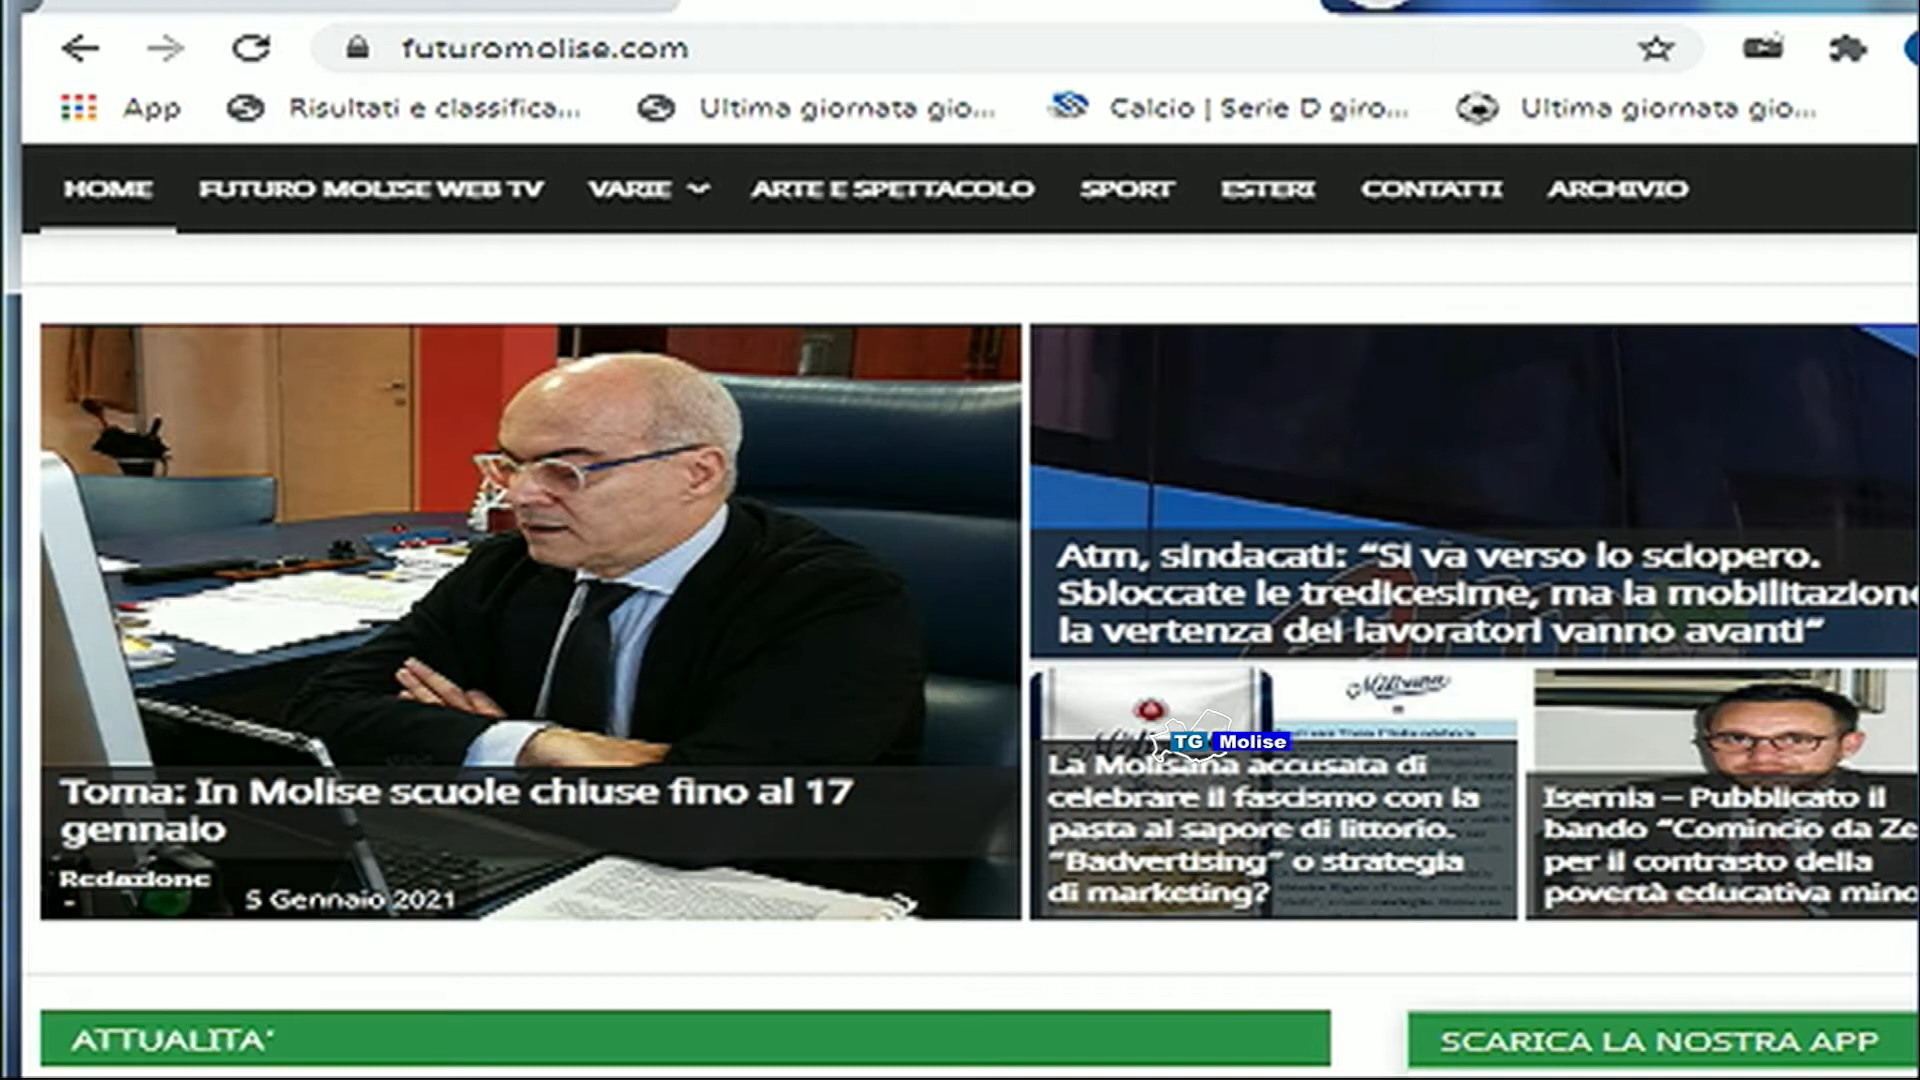 futuromolise.com
App
Risultati e classifica...
Ultima giornata gio...
Calcio | Serie D giro...
Ultima giornata gio...
HOME
FUTURO MOLISE WEB TV
VARIE
ARTE E SPETTACOLO
SPORT
ESTERI
CONTATTI
ARCHIVIO
Toma: In Molise scuole chiuse fino al 17
gennaio
Redazione
-
5 Gennaio 2021
Atm, sindacati: “Si va verso lo sciopero.
Sbloccate le tredicesime, ma la mobilitazione
la vertenza dei lavoratori vanno avanti”
TG Molise
La Molisana accusata di
celebrare il fascismo con la
pasta al sapore di littorio.
“Badvertising” o strategia
di marketing?
Isernia – Pubblicato il
bando “Comincio da Ze
per il contrasto della
povertà educativa mino
ATTUALITA'
SCARICA LA NOSTRA APP